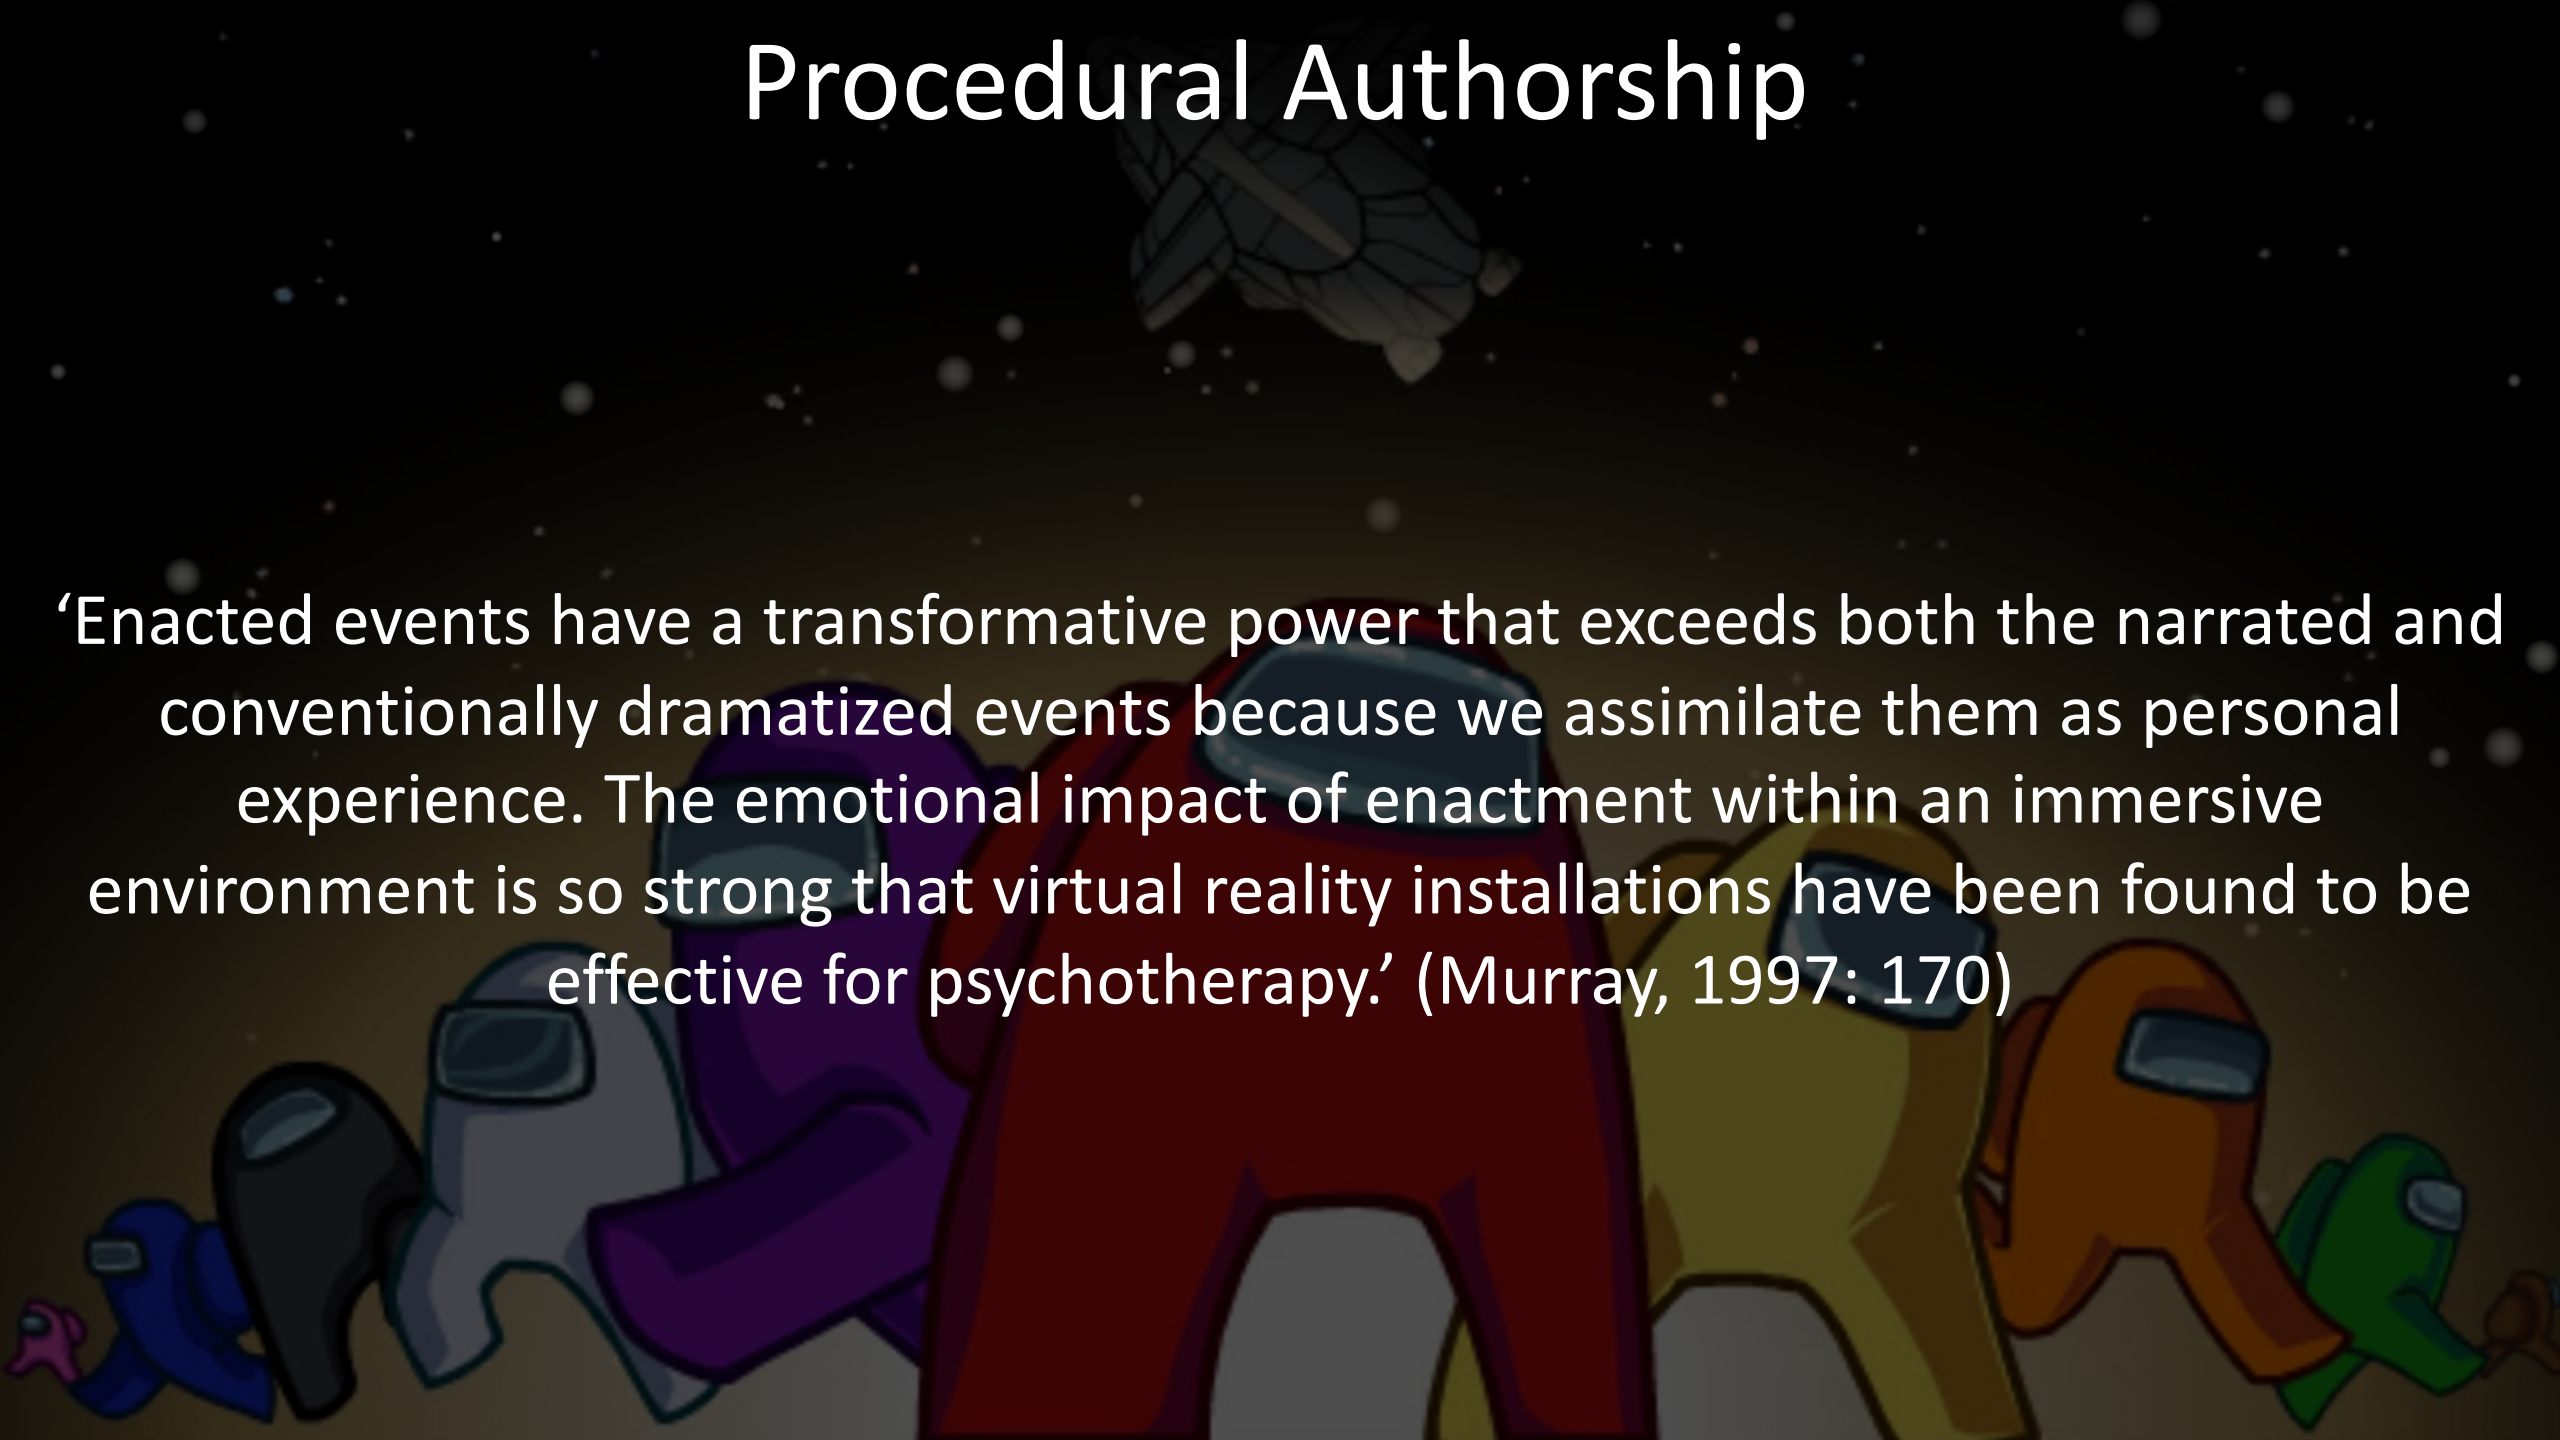 Procedural Authorship
‘Enacted events have a transformative power that exceeds both the narrated and
conventionally dramatized events because we assimilate them as personal
experience. The emotional impact of enactment within an immersive
environment is so strong that virtual reality installations have been found to be
effective for psychotherapy.’ (Murray, 1997: 170)